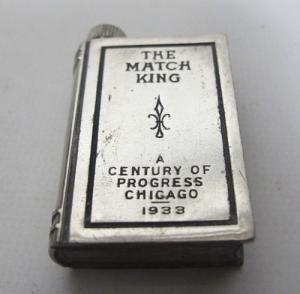 THE
MATCH
KING
A
CENTURY OF
PROGRESS
CHICAGO
1933